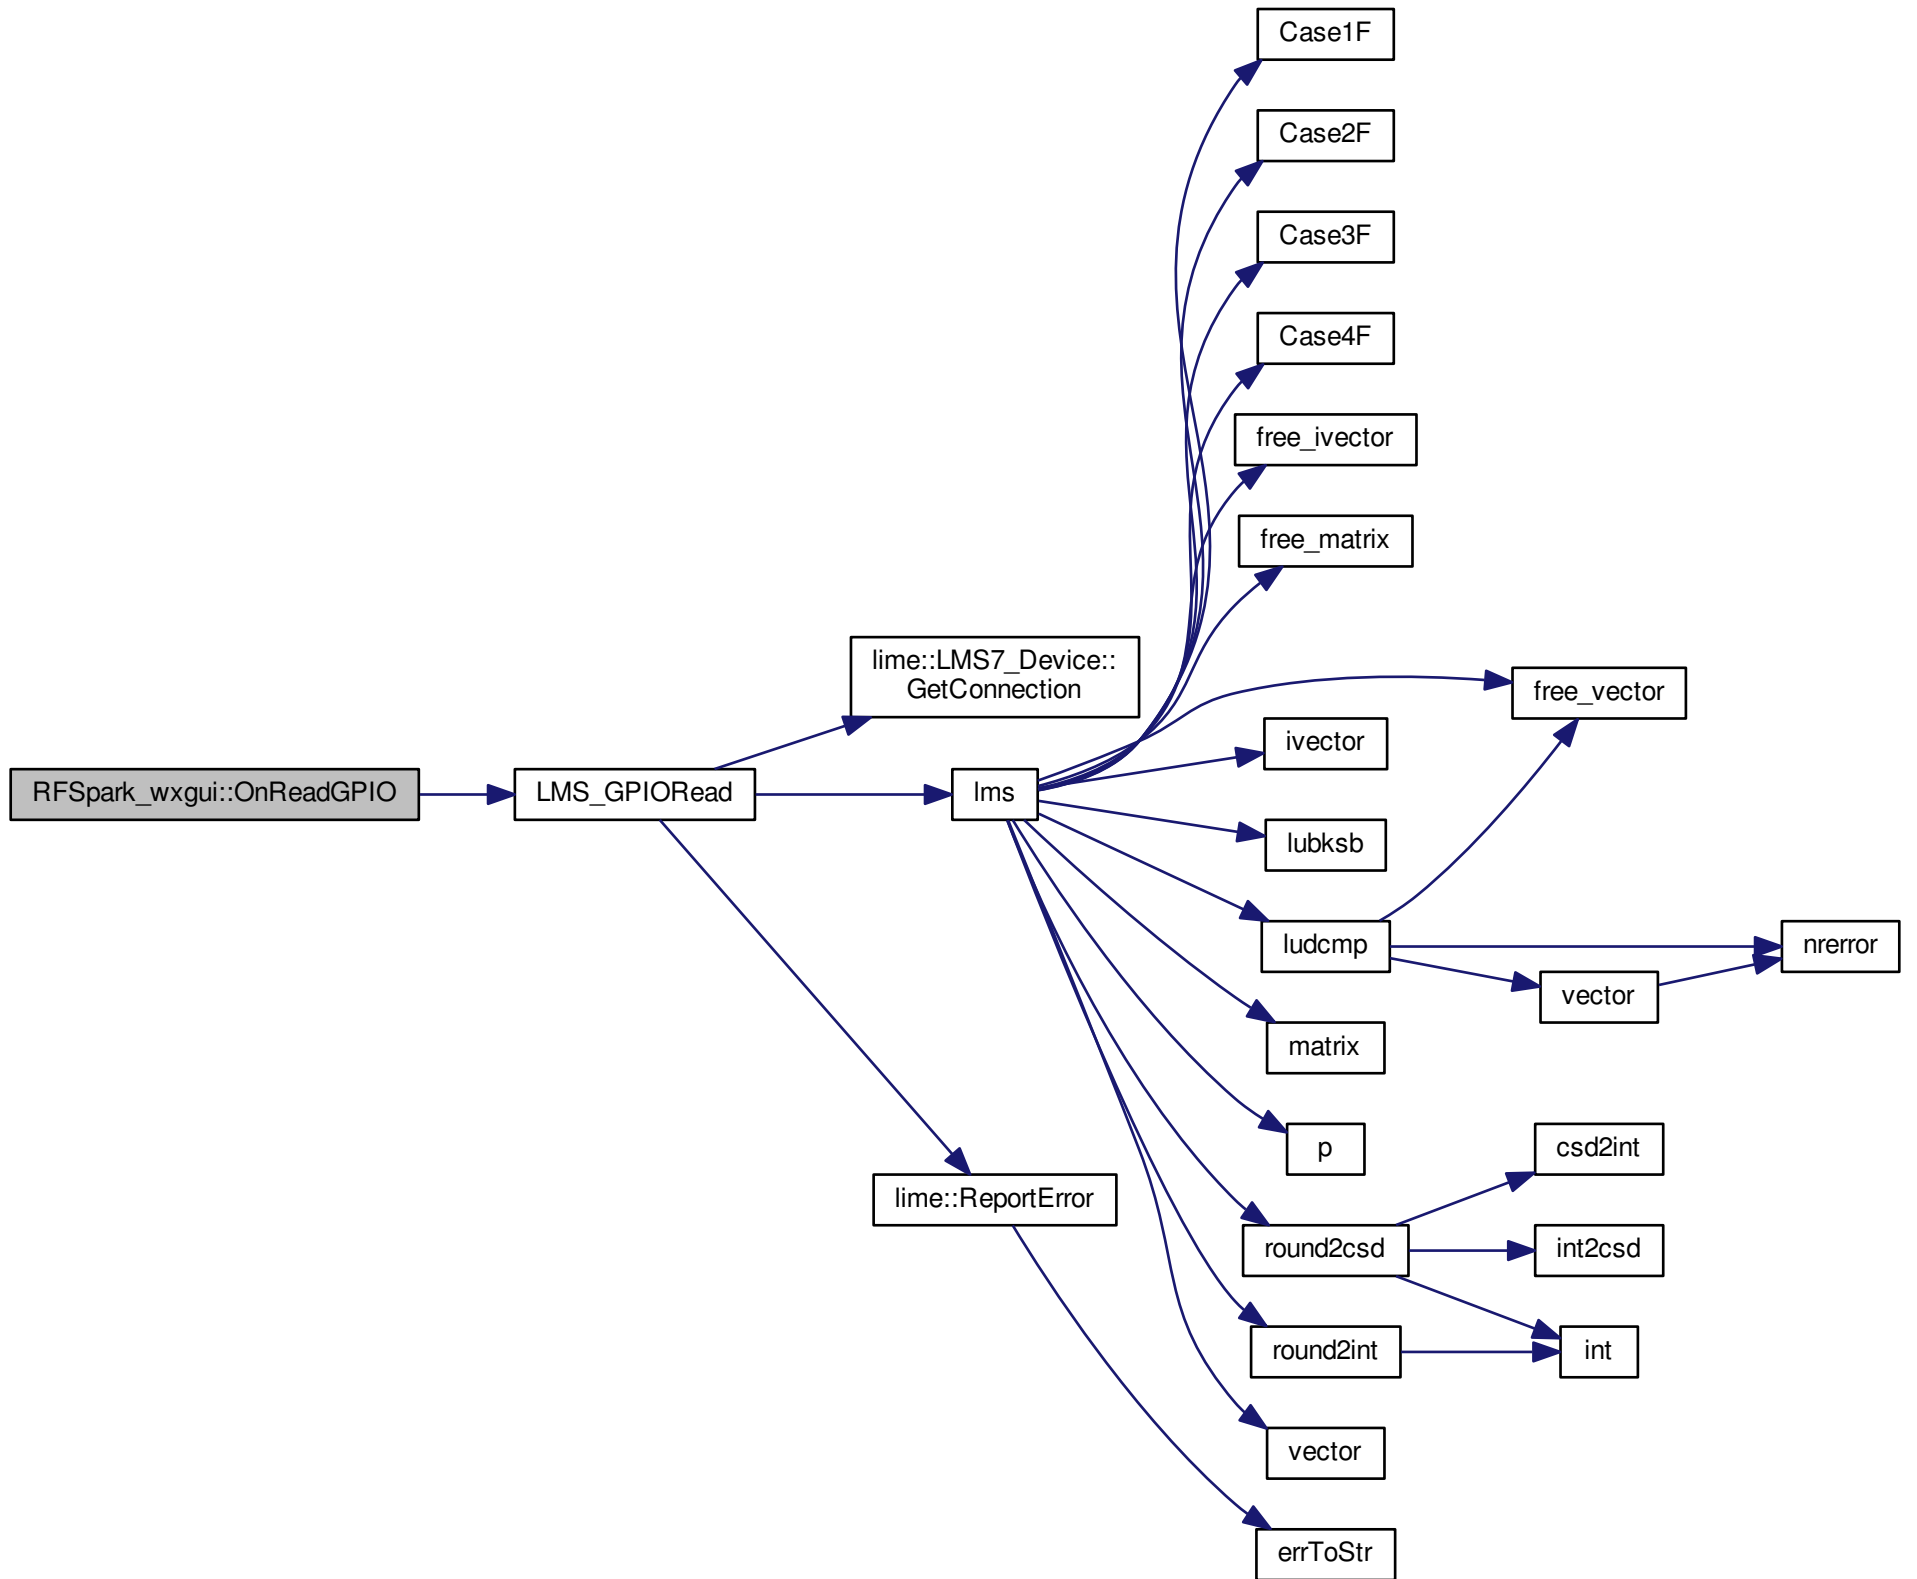 Case1F
Case2F
Case3F
Case4F
free_ivector
free_matrix
lime::LMS7_Device::
GetConnection
free_vector
ivector
RFSpark_wxgui::OnReadGPIO
LMS_GPIORead
lms
lubksb
ludcmp
nrerror
vector
matrix
p
csd2int
lime::ReportError
round2csd
int2csd
round2int
int
vector
errToStr